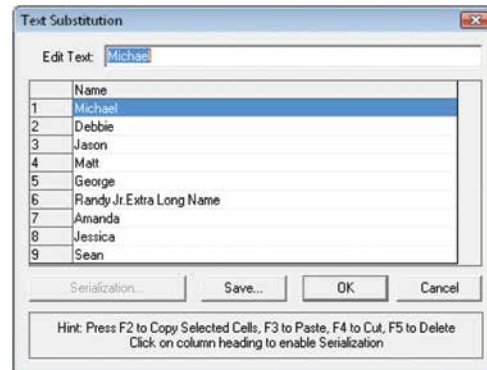 Text Substitution
Edit Text: Michael
Name
1 Michael
2 Debbie
3 Jason
4 Matt
5 George
6 Randy Jr.Extra Long Name
7 Amanda
8 Jessica
9 Sean
Serialization... Save... OK Cancel
Hint: Press F2 to Copy Selected Cells, F3 to Paste, F4 to Cut, F5 to Delete
Click on column heading to enable Serialization